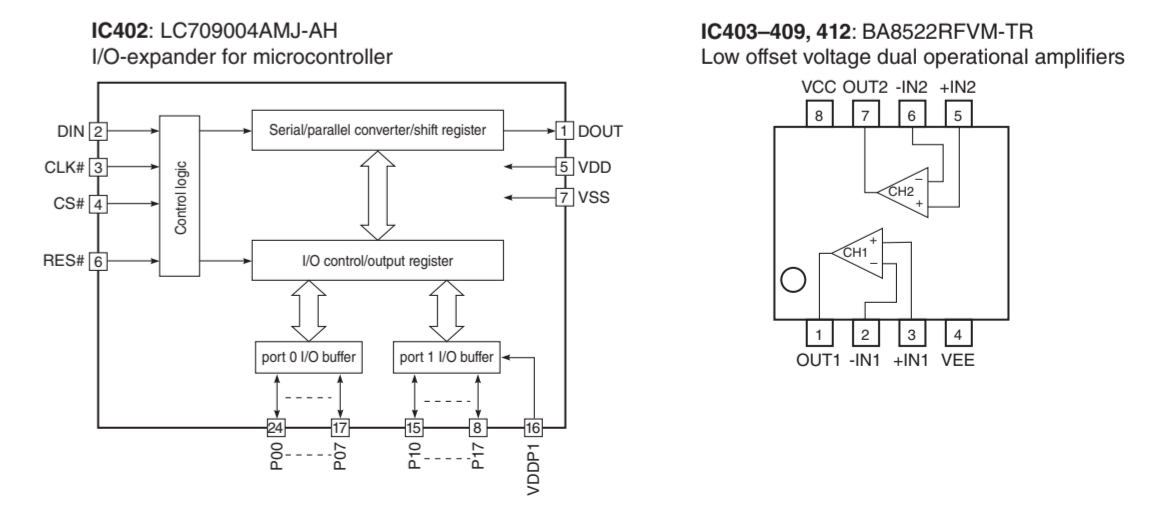 IC402: LC709004AMJ-AH
I/O-expander for microcontroller
DIN 2
CLK# 3
CS# 4
RES# 6
Control logic
Serial/parallel converter/shift register
1 DOUT
5 VDD
7 VSS
I/O control/output register
port 0 I/O buffer
port 1 I/O buffer
24 17 15 8 16
P00 P07 P10 P17 VDDP1
IC403–409, 412: BA8522RFVM-TR
Low offset voltage dual operational amplifiers
VCC OUT2 -IN2 +IN2
8 7 6 5
–
CH2
+
+
CH1
–
1 2 3 4
OUT1 -IN1 +IN1 VEE